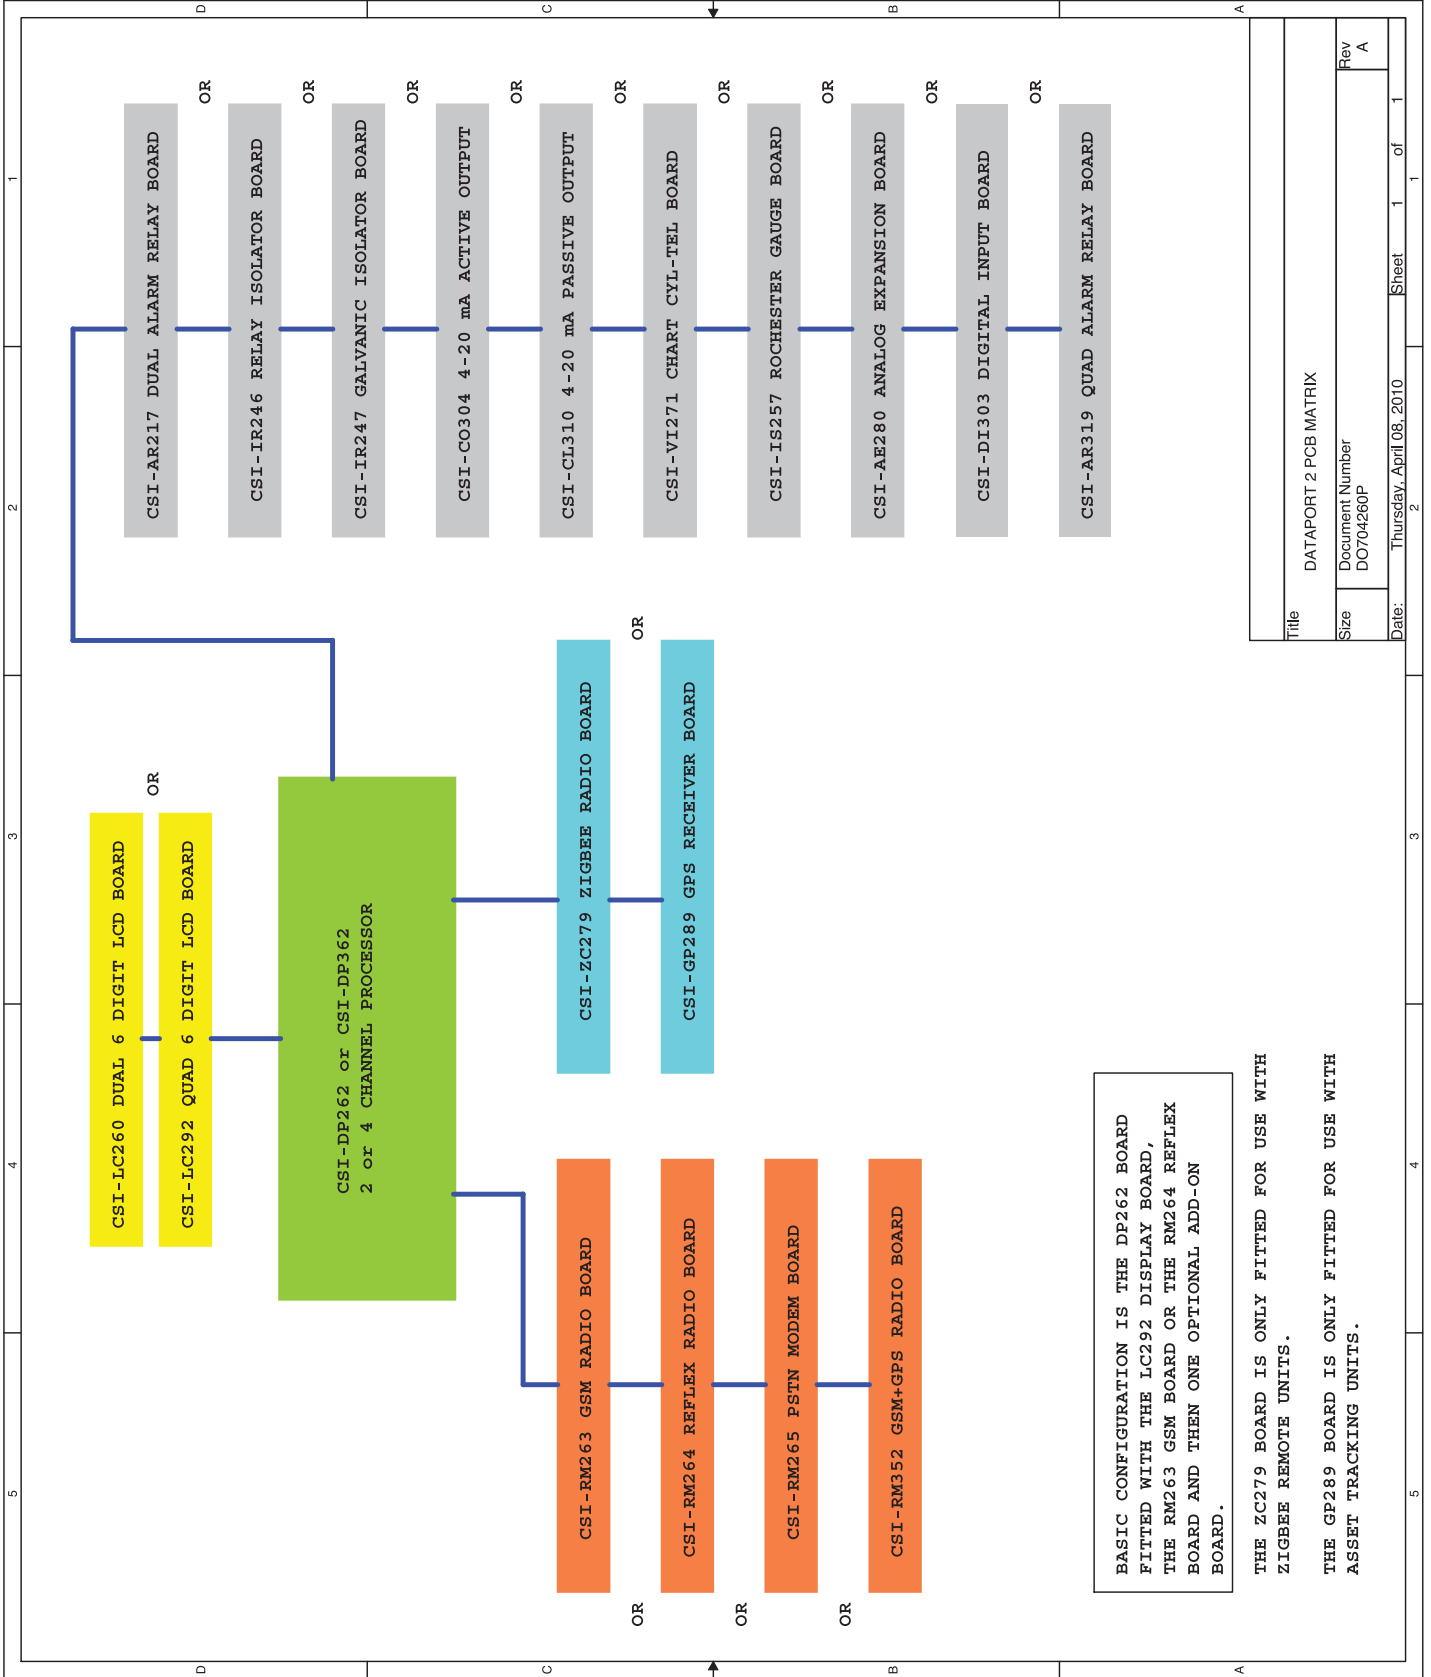 5
4
3
2
1
D
D
CSI-LC260 DUAL 6 DIGIT LCD BOARD
OR
CSI-LC292 QUAD 6 DIGIT LCD BOARD
CSI-DP262 or CSI-DP362
2 or 4 CHANNEL PROCESSOR
CSI-AR217 DUAL ALARM RELAY BOARD
OR
CSI-IR246 RELAY ISOLATOR BOARD
OR
CSI-IR247 GALVANIC ISOLATOR BOARD
OR
CSI-CO304 4-20 mA ACTIVE OUTPUT
OR
CSI-CL310 4-20 mA PASSIVE OUTPUT
OR
CSI-VI271 CHART CYL-TEL BOARD
OR
CSI-IS257 ROCHESTER GAUGE BOARD
OR
CSI-AE280 ANALOG EXPANSION BOARD
OR
CSI-DI303 DIGITAL INPUT BOARD
OR
CSI-AR319 QUAD ALARM RELAY BOARD
C
C
CSI-RM263 GSM RADIO BOARD
OR
CSI-RM264 REFLEX RADIO BOARD
OR
CSI-RM265 PSTN MODEM BOARD
OR
CSI-RM352 GSM+GPS RADIO BOARD
CSI-ZC279 ZIGBEE RADIO BOARD
OR
CSI-GP289 GPS RECEIVER BOARD
B
B
BASIC CONFIGURATION IS THE DP262 BOARD
FITTED WITH THE LC292 DISPLAY BOARD,
THE RM263 GSM BOARD OR THE RM264 REFLEX
BOARD AND THEN ONE OPTIONAL ADD-ON
BOARD.
THE ZC279 BOARD IS ONLY FITTED FOR USE WITH
ZIGBEE REMOTE UNITS.
THE GP289 BOARD IS ONLY FITTED FOR USE WITH
ASSET TRACKING UNITS.
A
A
Title
DATAPORT 2 PCB MATRIX
Size
Document Number
Rev
DO704260P
A
Date: Thursday, April 08, 2010 Sheet 1 of 1
5
4
3
2
1